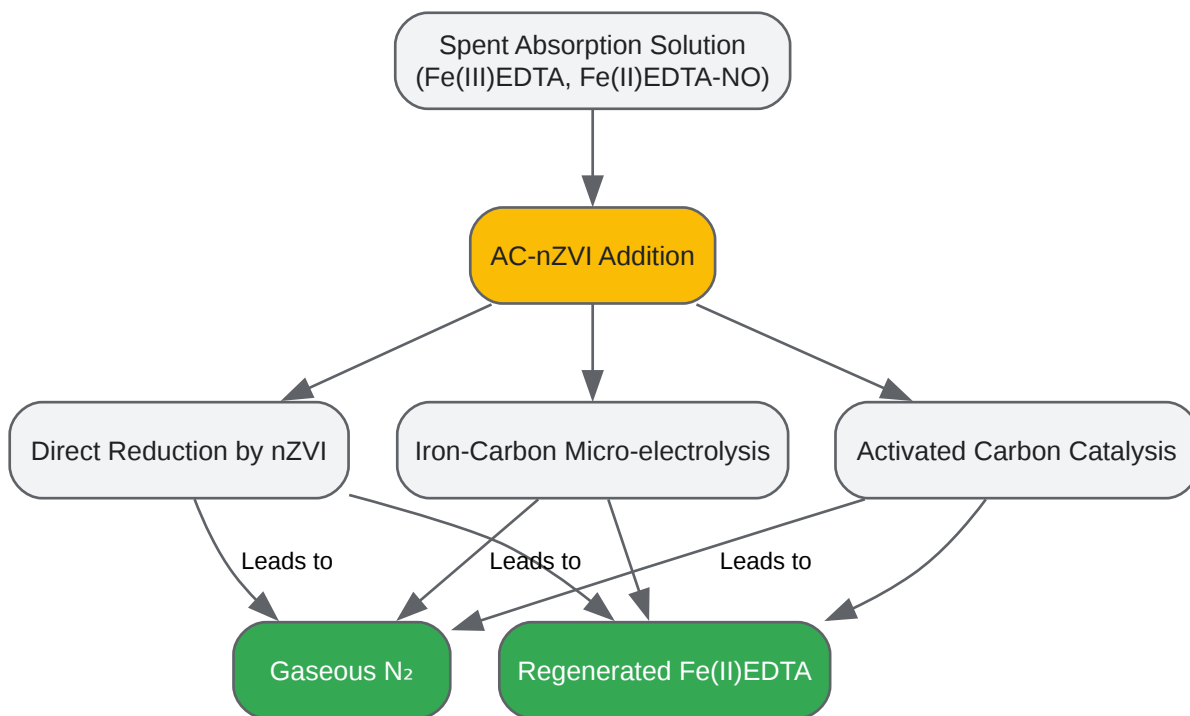 Spent Absorption Solution
(Fe(III)EDTA, Fe(II)EDTA-NO)
AC-nZVI Addition
Direct Reduction by nZVI
Iron-Carbon Micro-electrolysis
Activated Carbon Catalysis
Leads to
Leads to
Leads to
Gaseous N₂
Regenerated Fe(II)EDTA